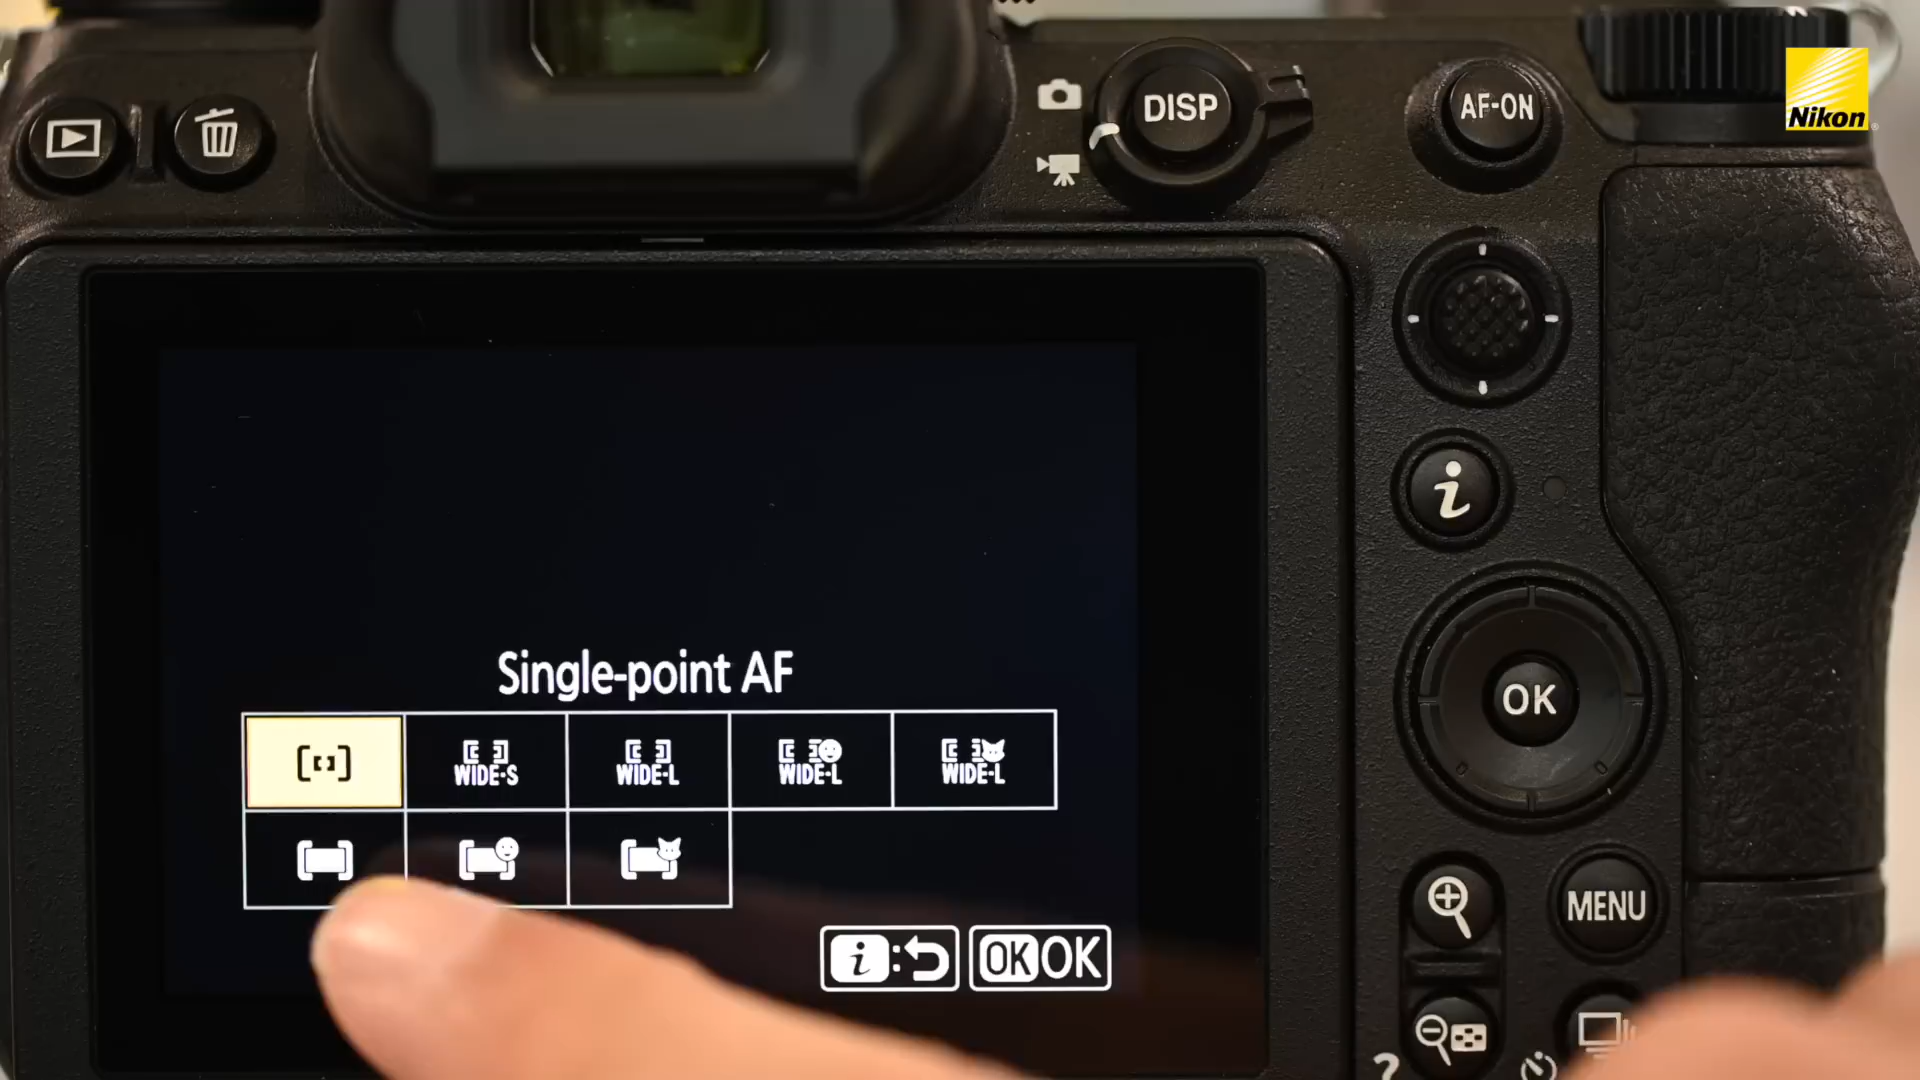 DISP
AF-ON
Nikon
i
Single-point AF
WIDE-S
WIDE-L
WIDE-L
WIDE-L
OK
MENU
i:
OK OK
?